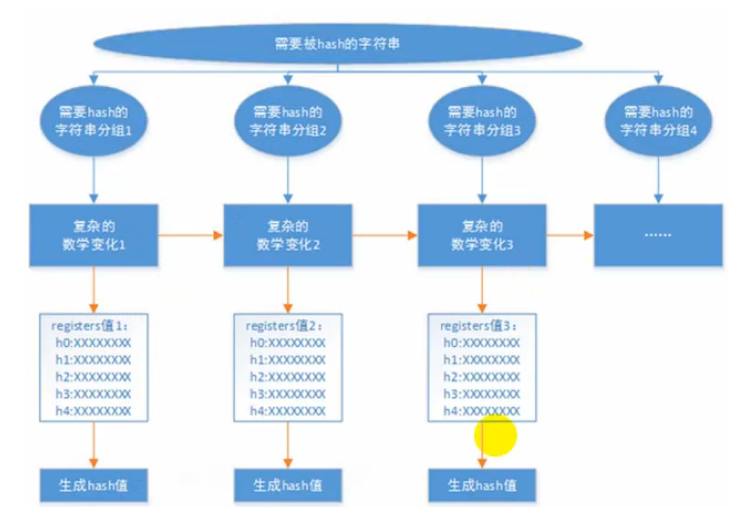 需要被hash的字符串
需要hash的
字符串分组1
需要hash的
字符串分组2
需要hash的
字符串分组3
需要hash的
字符串分组4
复杂的
数学变化1
复杂的
数学变化2
复杂的
数学变化3
......
registers值1：
h0:XXXXXXXX
h1:XXXXXXXX
h2:XXXXXXXX
h3:XXXXXXXX
h4:XXXXXXXX
registers值2：
h0:XXXXXXXX
h1:XXXXXXXX
h2:XXXXXXXX
h3:XXXXXXXX
h4:XXXXXXXX
registers值3：
h0:XXXXXXXX
h1:XXXXXXXX
h2:XXXXXXXX
h3:XXXXXXXX
h4:XXXXXXXX
生成hash值
生成hash值
生成hash值